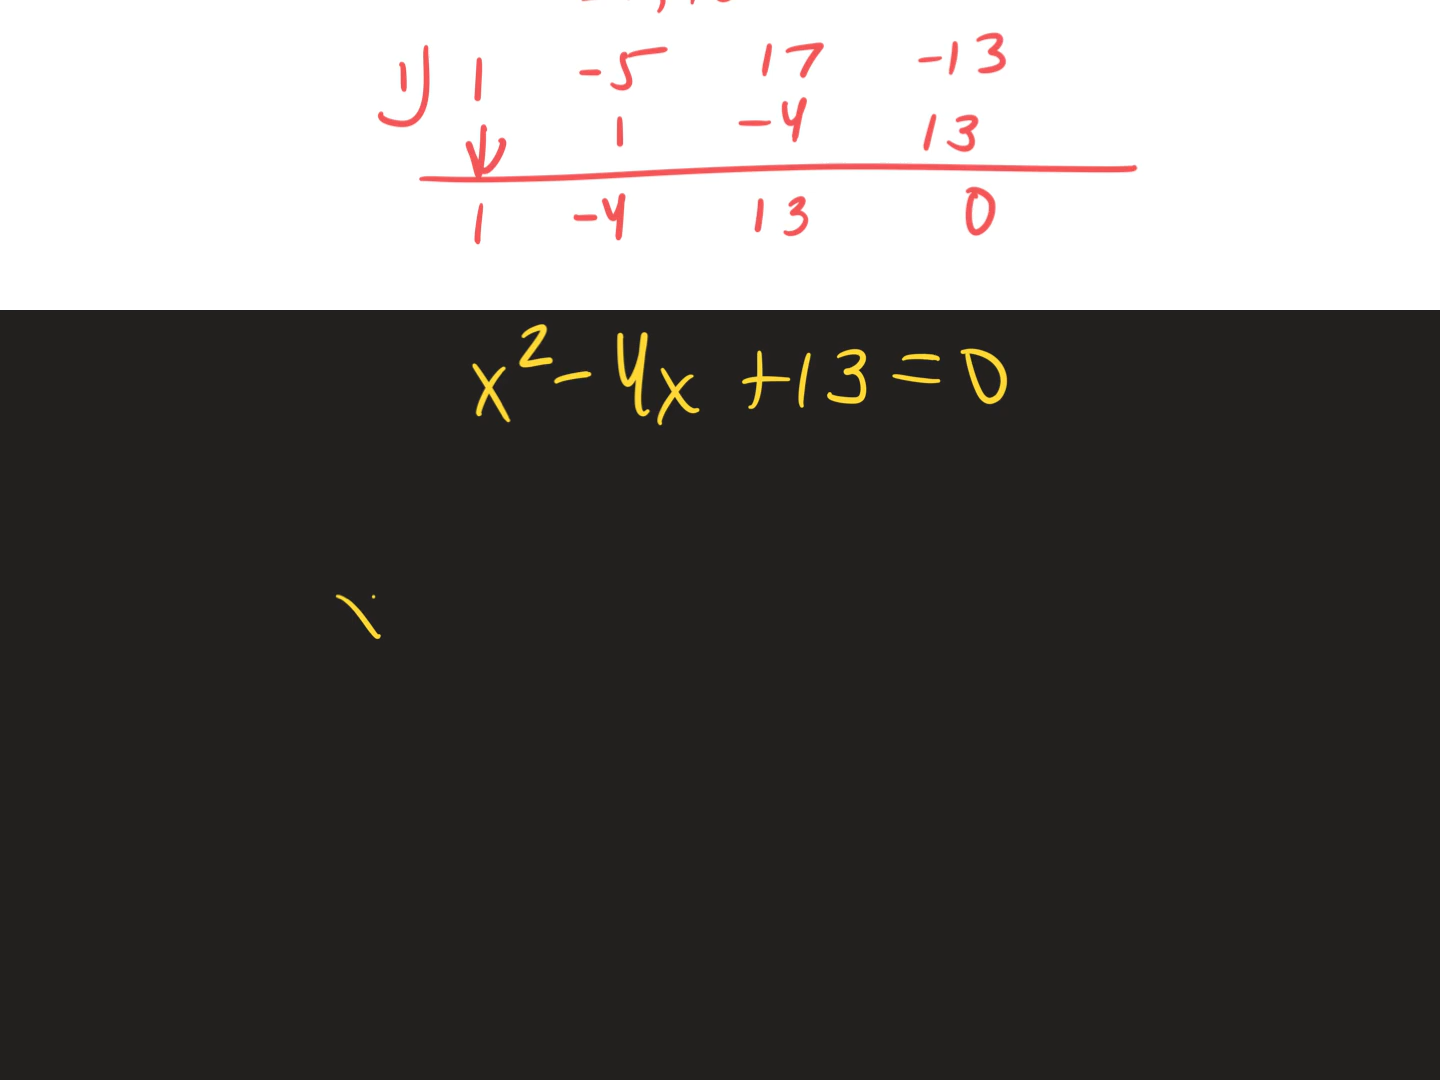 1) 1 -5 17 -13
1 -4 13
1 -4 13 0
x² - 4x + 13 = 0